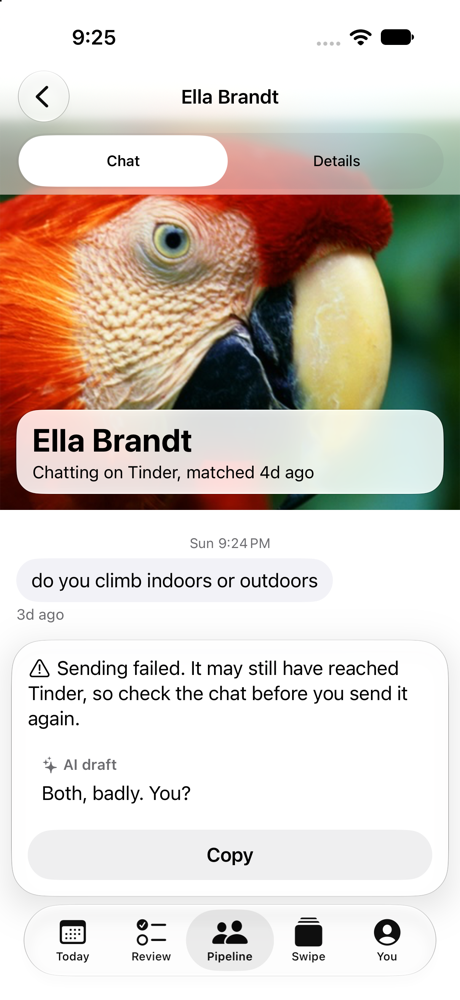 9:25
Ella Brandt
Chat
Details
Ella Brandt
Chatting on Tinder, matched 4d ago
Sun 9:24 PM
do you climb indoors or outdoors
3d ago
Sending failed. It may still have reached
Tinder, so check the chat before you send it
again.
AI draft
Both, badly. You?
Copy
Today
Review
Pipeline
Swipe
You